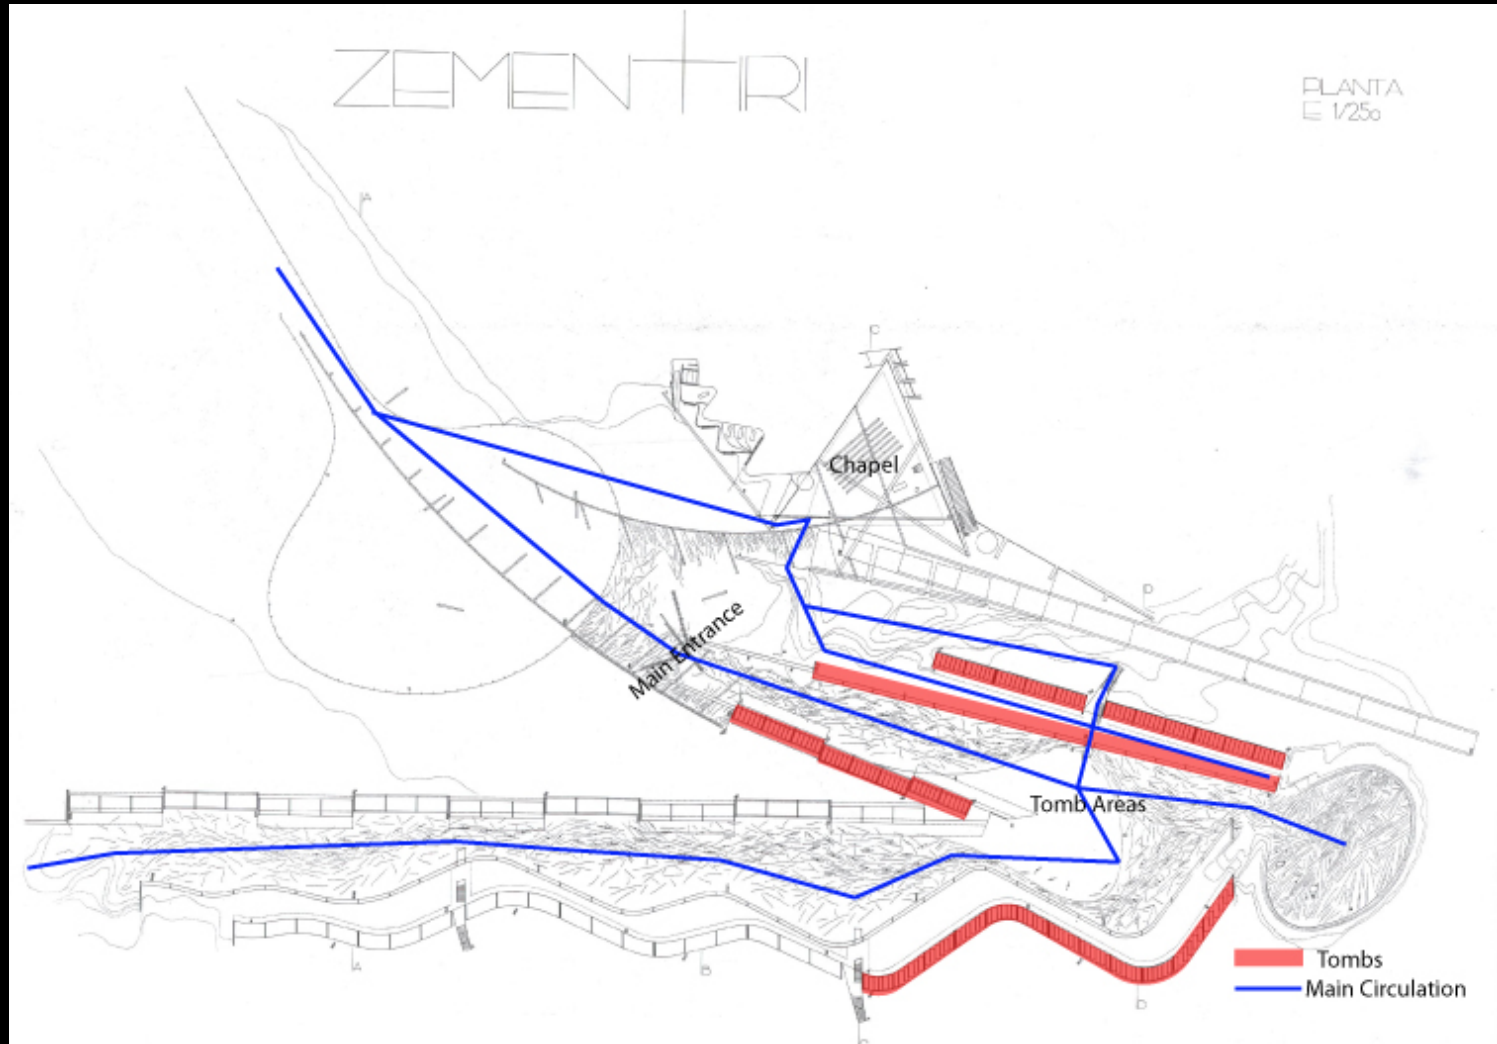 ZEMENTIRI
PLANTA
E 1/250
A
C
Chapel
D
Main Entrance
Tomb Areas
A
B
D
C
Tombs
Main Circulation